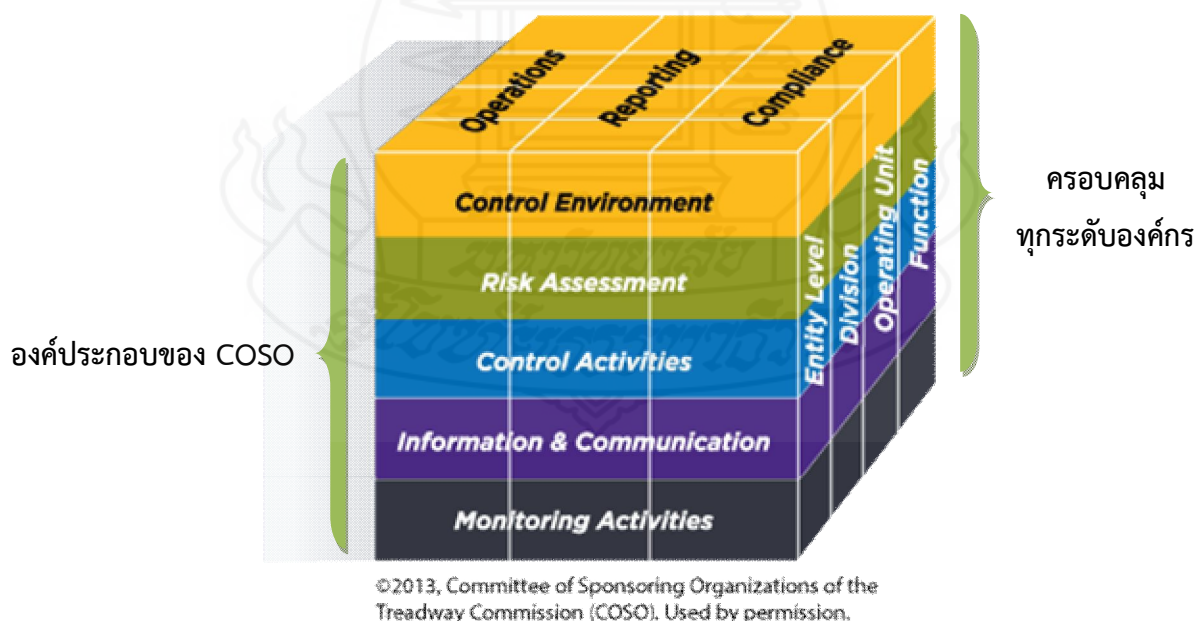 Operations
Reporting
Compliance
Control Environment
Risk Assessment
Control Activities
Information & Communication
Monitoring Activities
Entity Level
Division
Operating Unit
Function
องค์ประกอบของ COSO
ครอบคลุม
ทุกระดับองค์กร
©2013, Committee of Sponsoring Organizations of the
Treadway Commission (COSO). Used by permission.